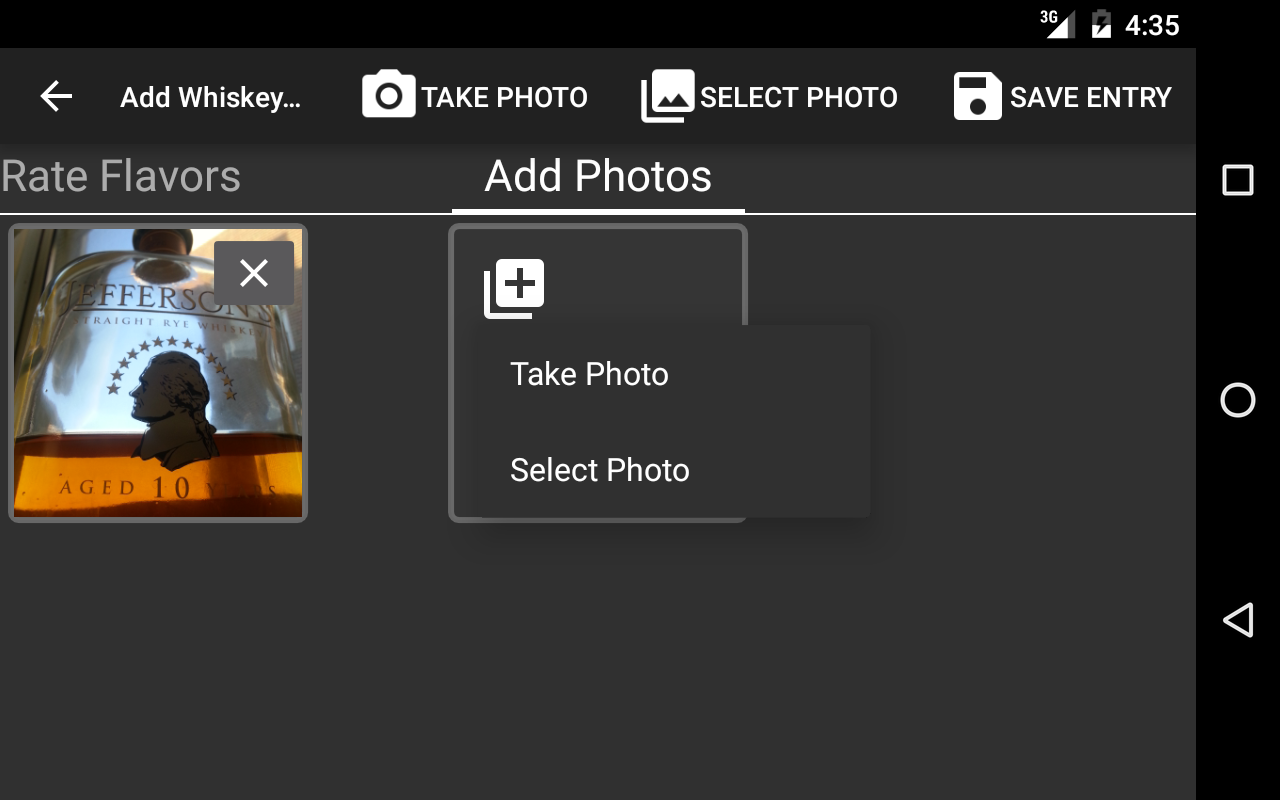 3G 4:35
Add Whiskey… TAKE PHOTO SELECT PHOTO SAVE ENTRY
Rate Flavors Add Photos
JEFFERSON'S
STRAIGHT RYE WHISKEY
AGED 10 YEARS
Take Photo
Select Photo